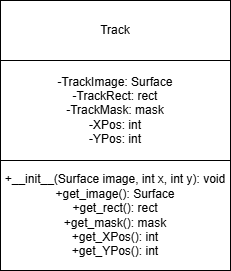 Track
-TrackImage: Surface
-TrackRect: rect
-TrackMask: mask
-XPos: int
-YPos: int
+__init__(Surface image, int x, int y): void
+get_image(): Surface
+get_rect(): rect
+get_mask(): mask
+get_XPos(): int
+get_YPos(): int